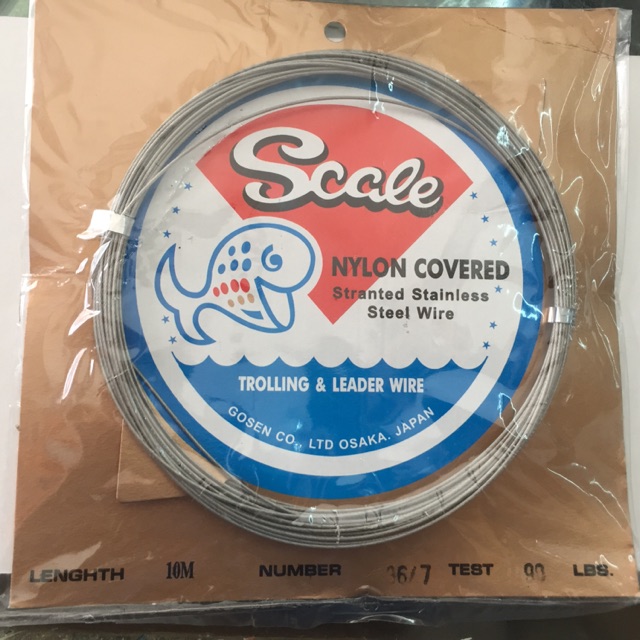 Scale
NYLON COVERED
Stranted Stainless
Steel Wire
TROLLING & LEADER WIRE
GOSEN CO., LTD OSAKA. JAPAN
LENGHTH 10M NUMBER 36/7 TEST 90 LBS.